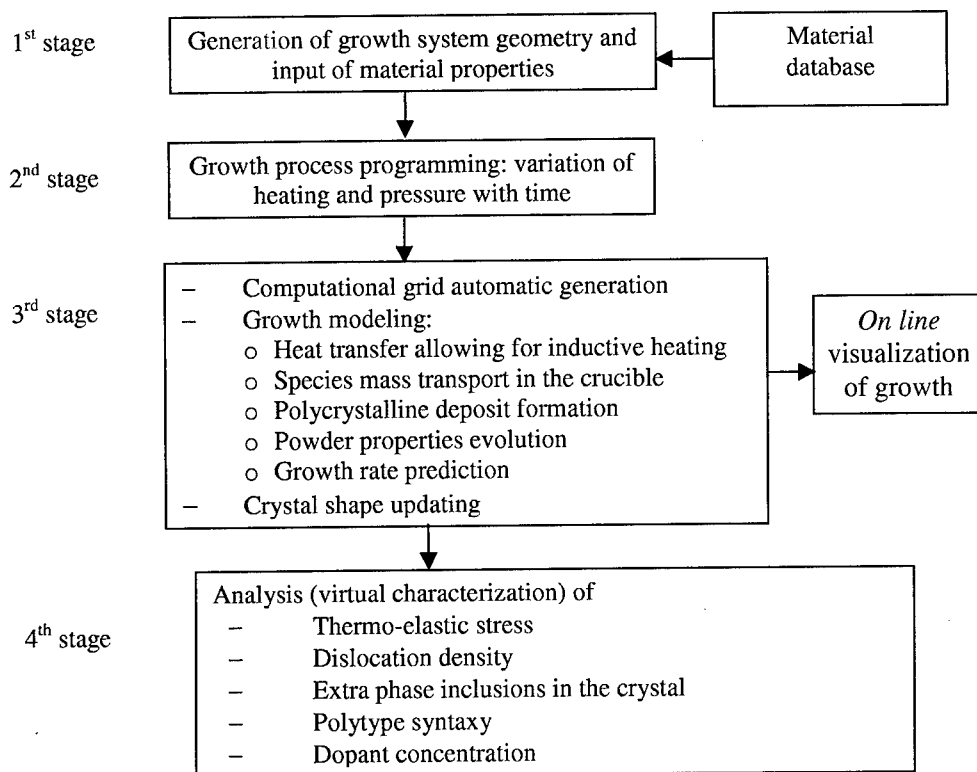 1st stage
Generation of growth system geometry and
input of material properties
Material
database
2nd stage
Growth process programming: variation of
heating and pressure with time
3rd stage
– Computational grid automatic generation
– Growth modeling:
o Heat transfer allowing for inductive heating
o Species mass transport in the crucible
o Polycrystalline deposit formation
o Powder properties evolution
o Growth rate prediction
– Crystal shape updating
On line
visualization
of growth
4th stage
Analysis (virtual characterization) of
– Thermo-elastic stress
– Dislocation density
– Extra phase inclusions in the crystal
– Polytype syntaxy
– Dopant concentration